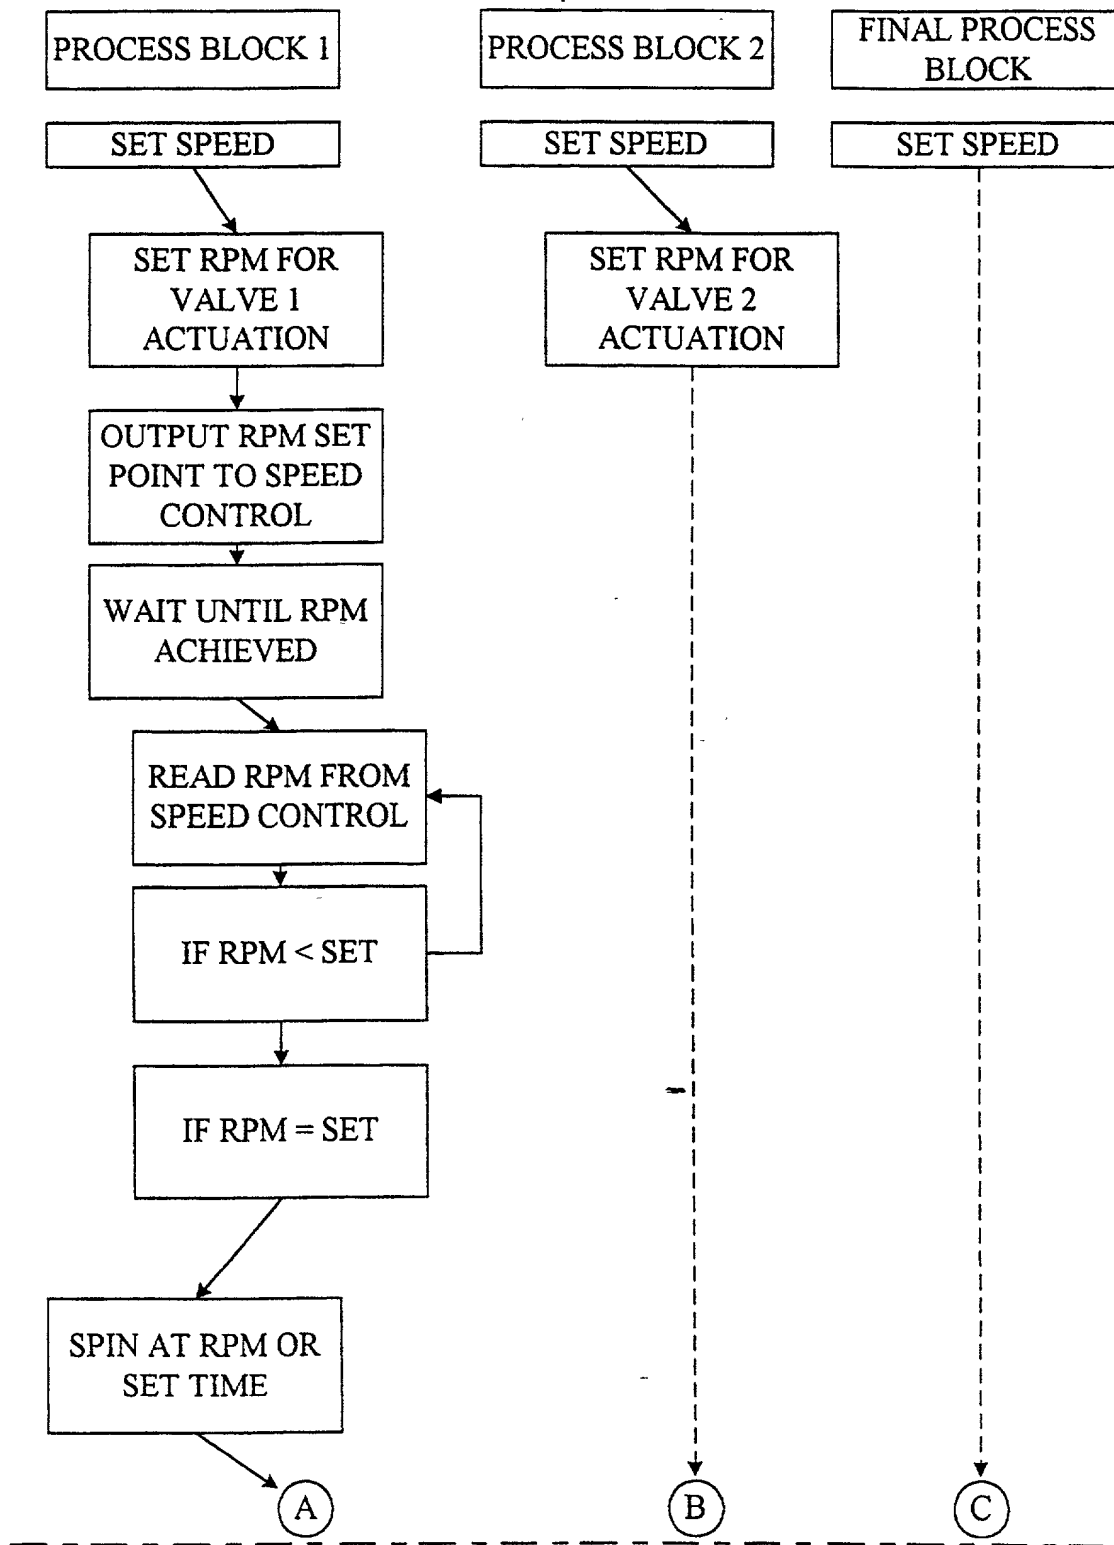 PROCESS BLOCK 1
SET SPEED
SET RPM FOR
VALVE 1
ACTUATION
OUTPUT RPM SET
POINT TO SPEED
CONTROL
WAIT UNTIL RPM
ACHIEVED
READ RPM FROM
SPEED CONTROL
IF RPM < SET
IF RPM = SET
SPIN AT RPM OR
SET TIME
A
PROCESS BLOCK 2
SET SPEED
SET RPM FOR
VALVE 2
ACTUATION
B
FINAL PROCESS
BLOCK
SET SPEED
C